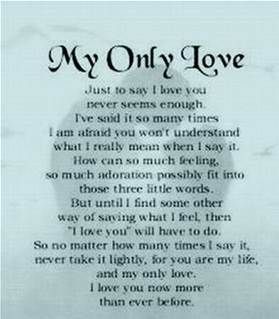 My Only Love
Just to say I love you
never seems enough.
I've said it so many times
I am afraid you won't understand
what I really mean when I say it.
How can so much feeling,
so much adoration possibly fit into
those three little words.
But until I find some other
way of saying what I feel, then
"I love you" will have to do.
So no matter how many times I say it,
never take it lightly, for you are my life,
and my only love.
I love you now more
than ever before.